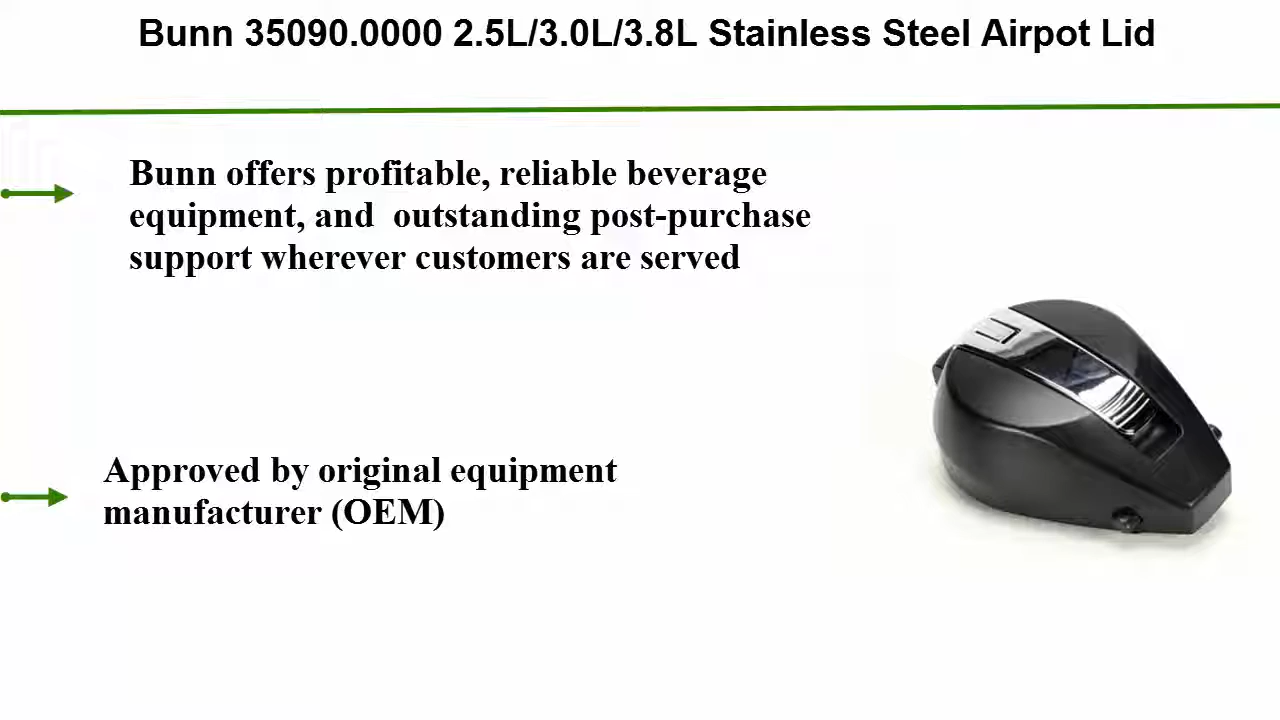 Bunn 35090.0000 2.5L/3.0L/3.8L Stainless Steel Airpot Lid
Bunn offers profitable, reliable beverage
equipment, and  outstanding post-purchase
support wherever customers are served
Approved by original equipment
manufacturer (OEM)